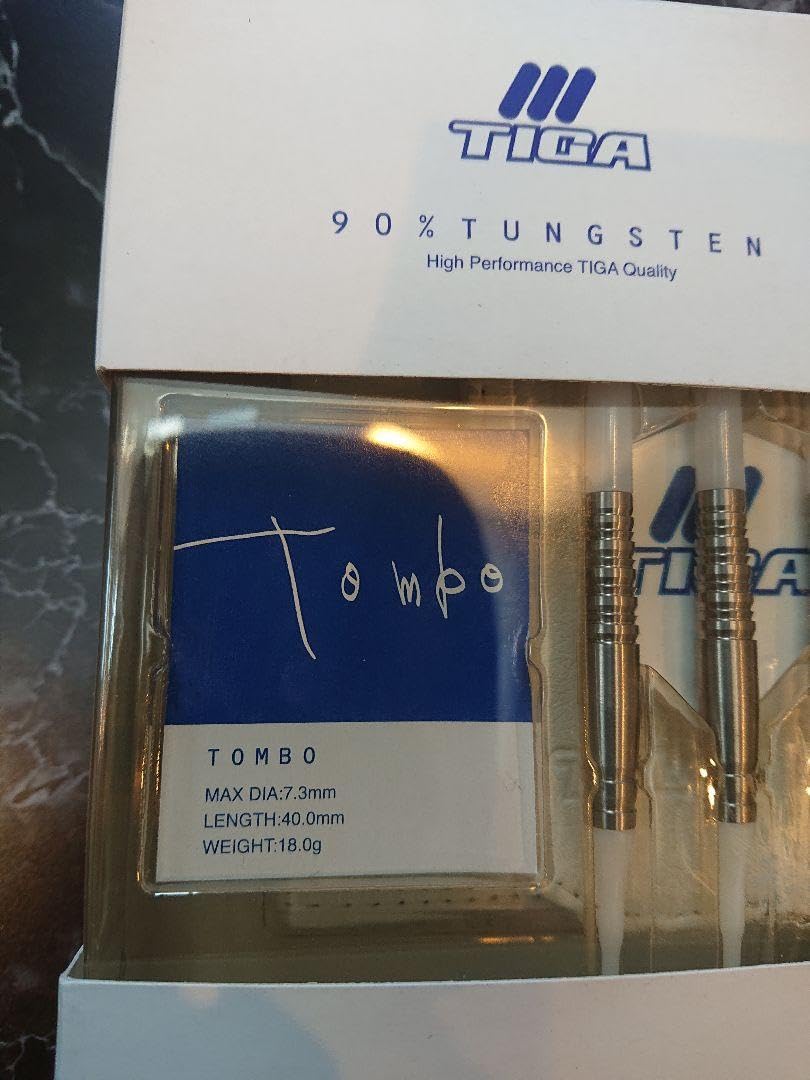 TIGA
90% TUNGSTEN
High Performance TIGA Quality
Tombo
TIGA
TOMBO
MAX DIA:7.3mm
LENGTH:40.0mm
WEIGHT:18.0g